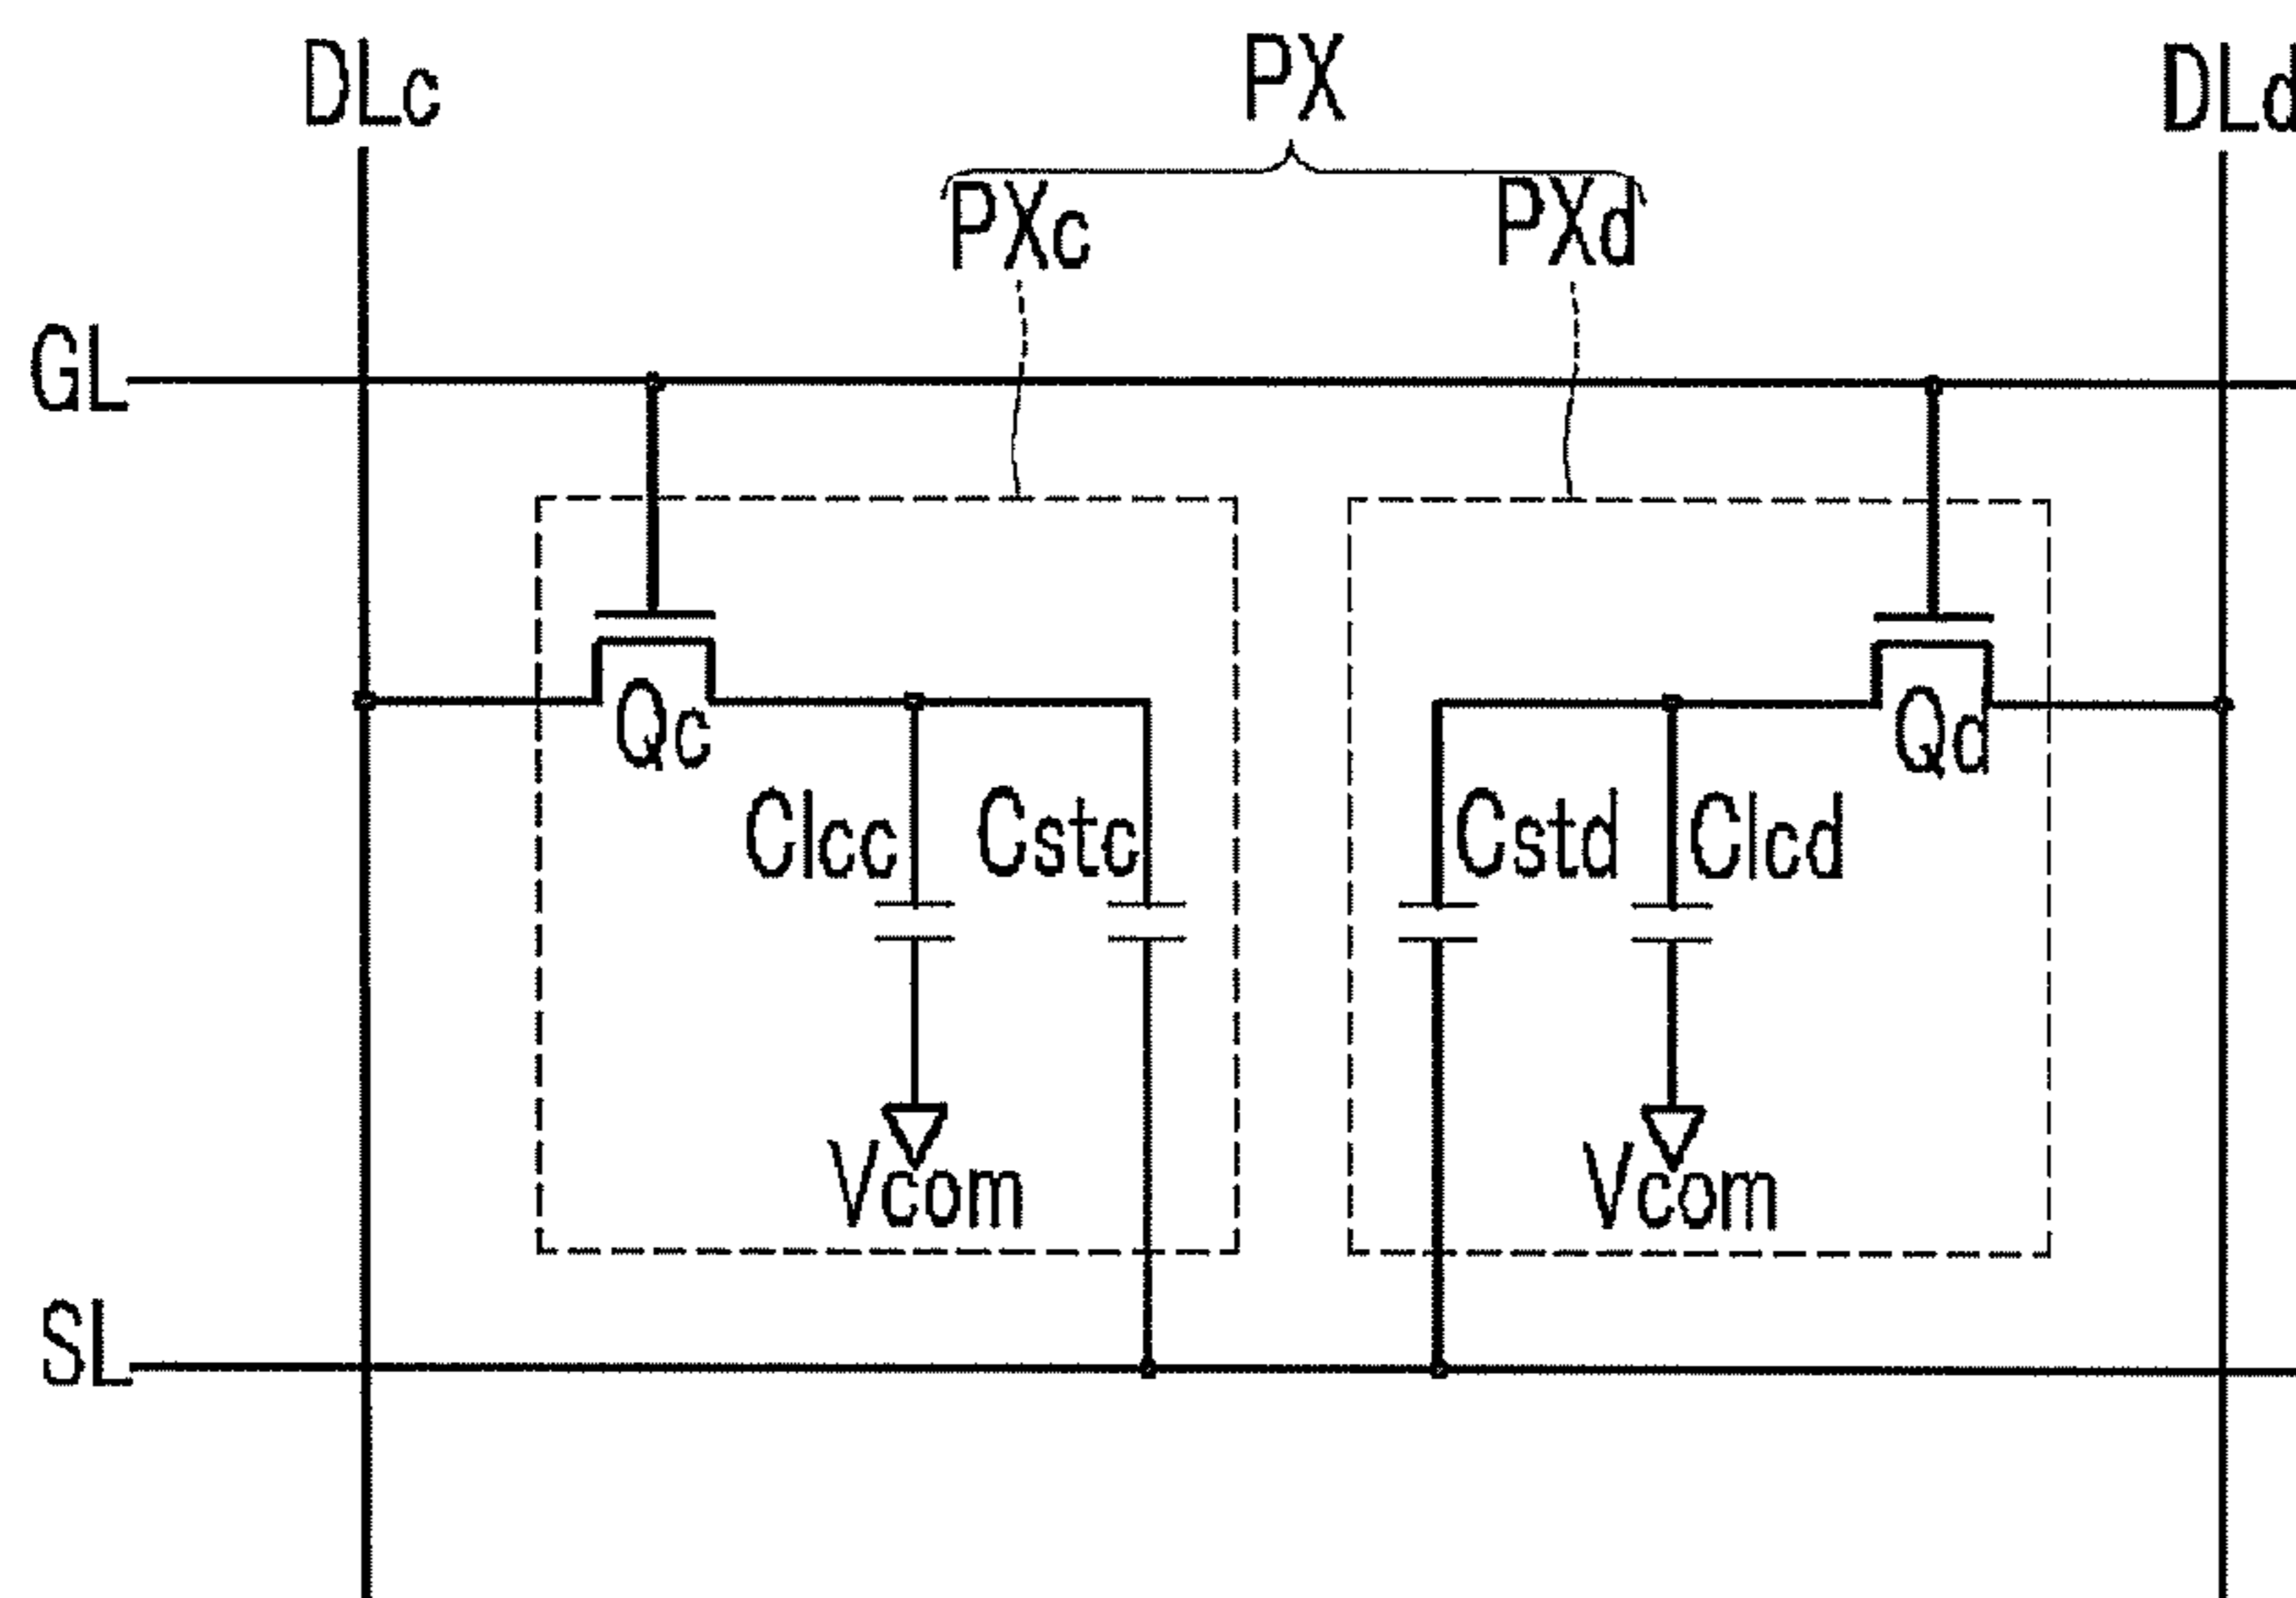 DLc
PX
DLd
PXc
PXd
GL
Qc
Qd
Clcc
Cstc
Cstd
Clcd
Vcom
Vcom
SL